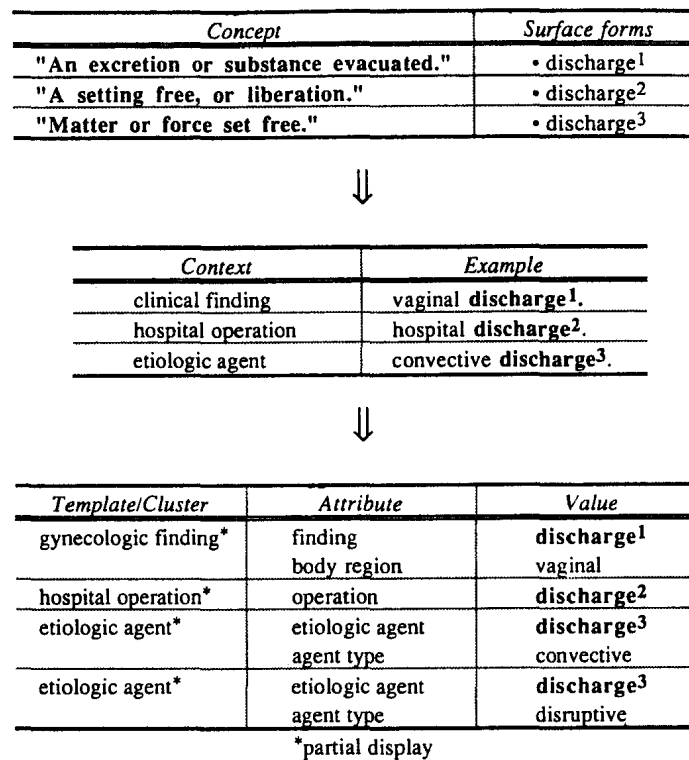 Concept Surface forms
"An excretion or substance evacuated." • discharge1
"A setting free, or liberation." • discharge2
"Matter or force set free." • discharge3
⇓
Context Example
clinical finding vaginal discharge1.
hospital operation hospital discharge2.
etiologic agent convective discharge3.
⇓
Template/Cluster Attribute Value
gynecologic finding* finding discharge1
body region vaginal
hospital operation* operation discharge2
etiologic agent* etiologic agent discharge3
agent type convective
etiologic agent* etiologic agent discharge3
agent type disruptive
*partial display